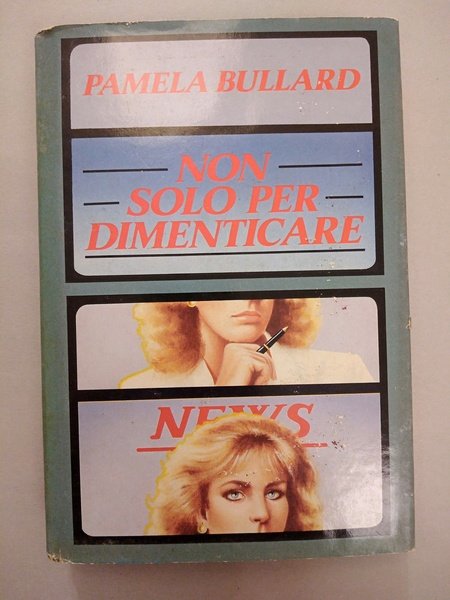 PAMELA BULLARD
NON
SOLO PER
DIMENTICARE
NEWS